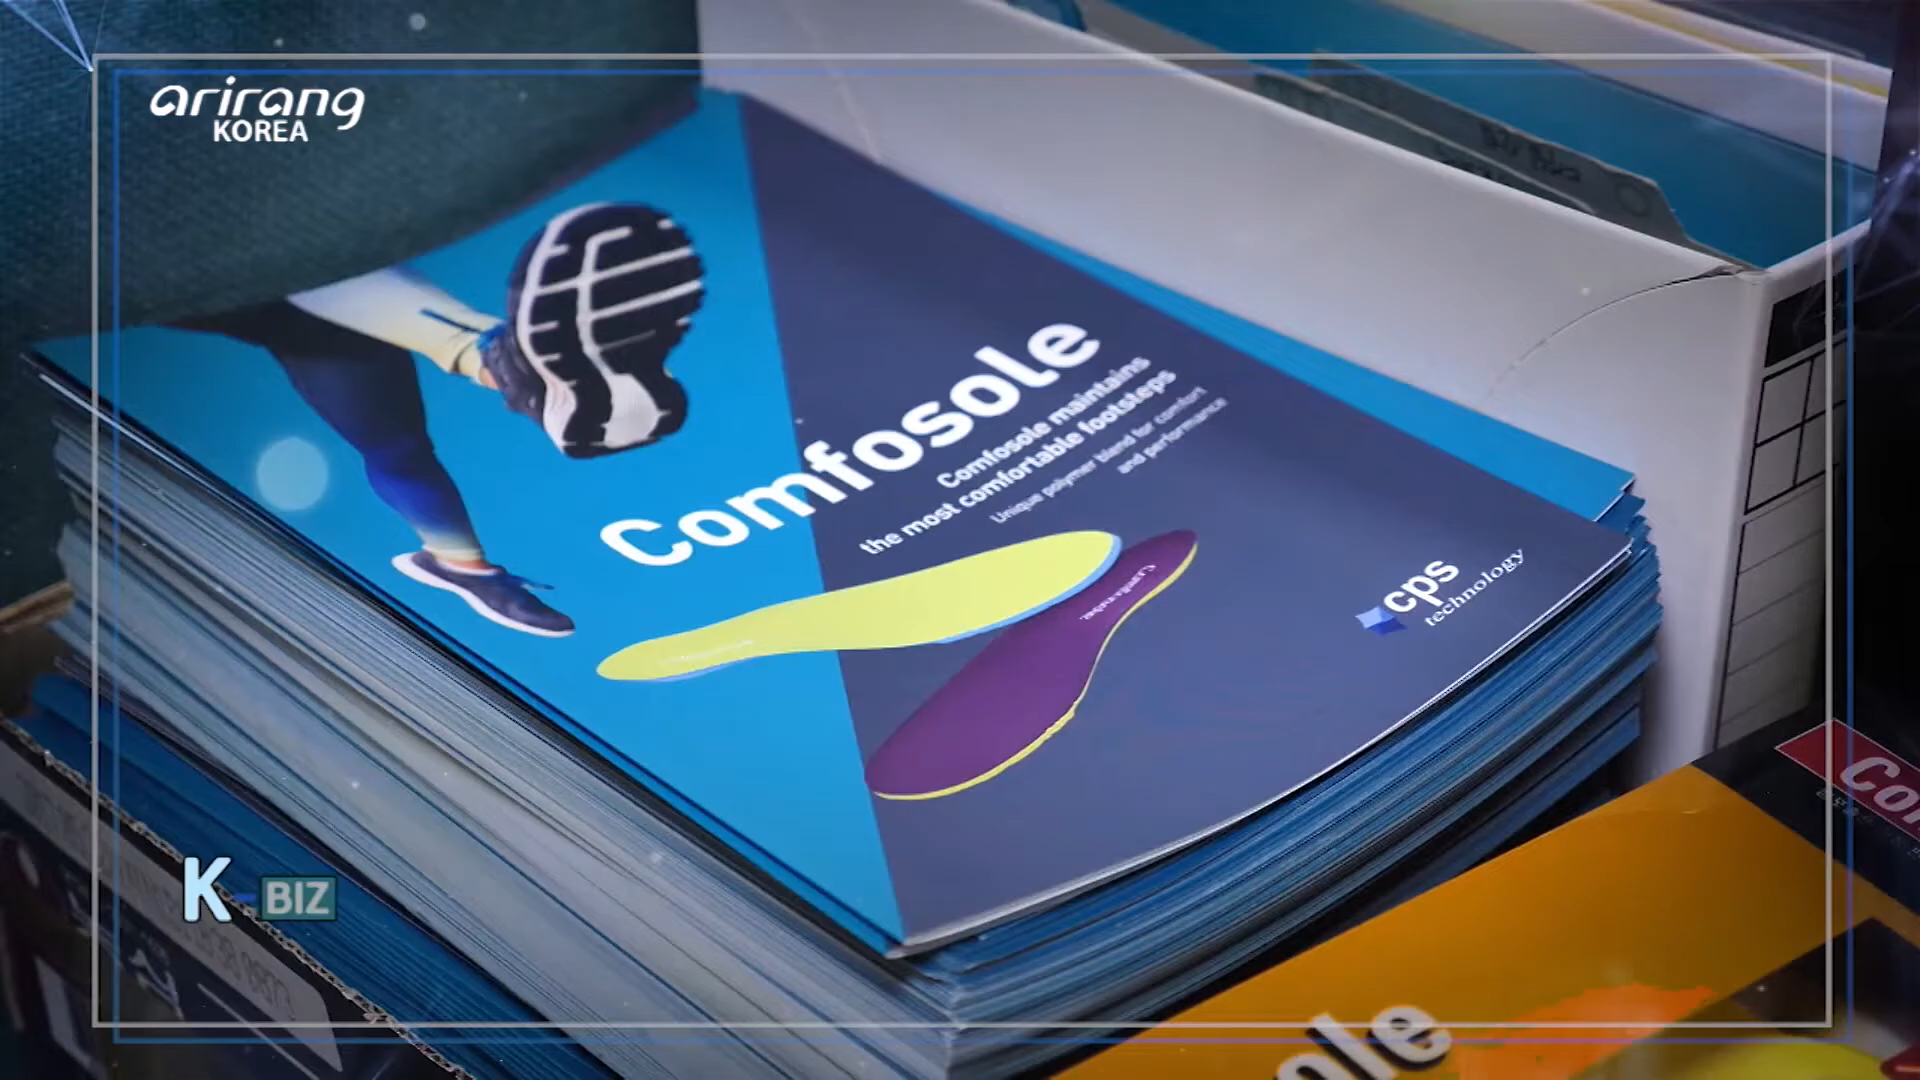 arirang
KOREA
Comfosole
Comfosole maintains
the most comfortable footsteps
Unique polymer blend for comfort
and performance
cps
technology
K-BIZ
Co
ole